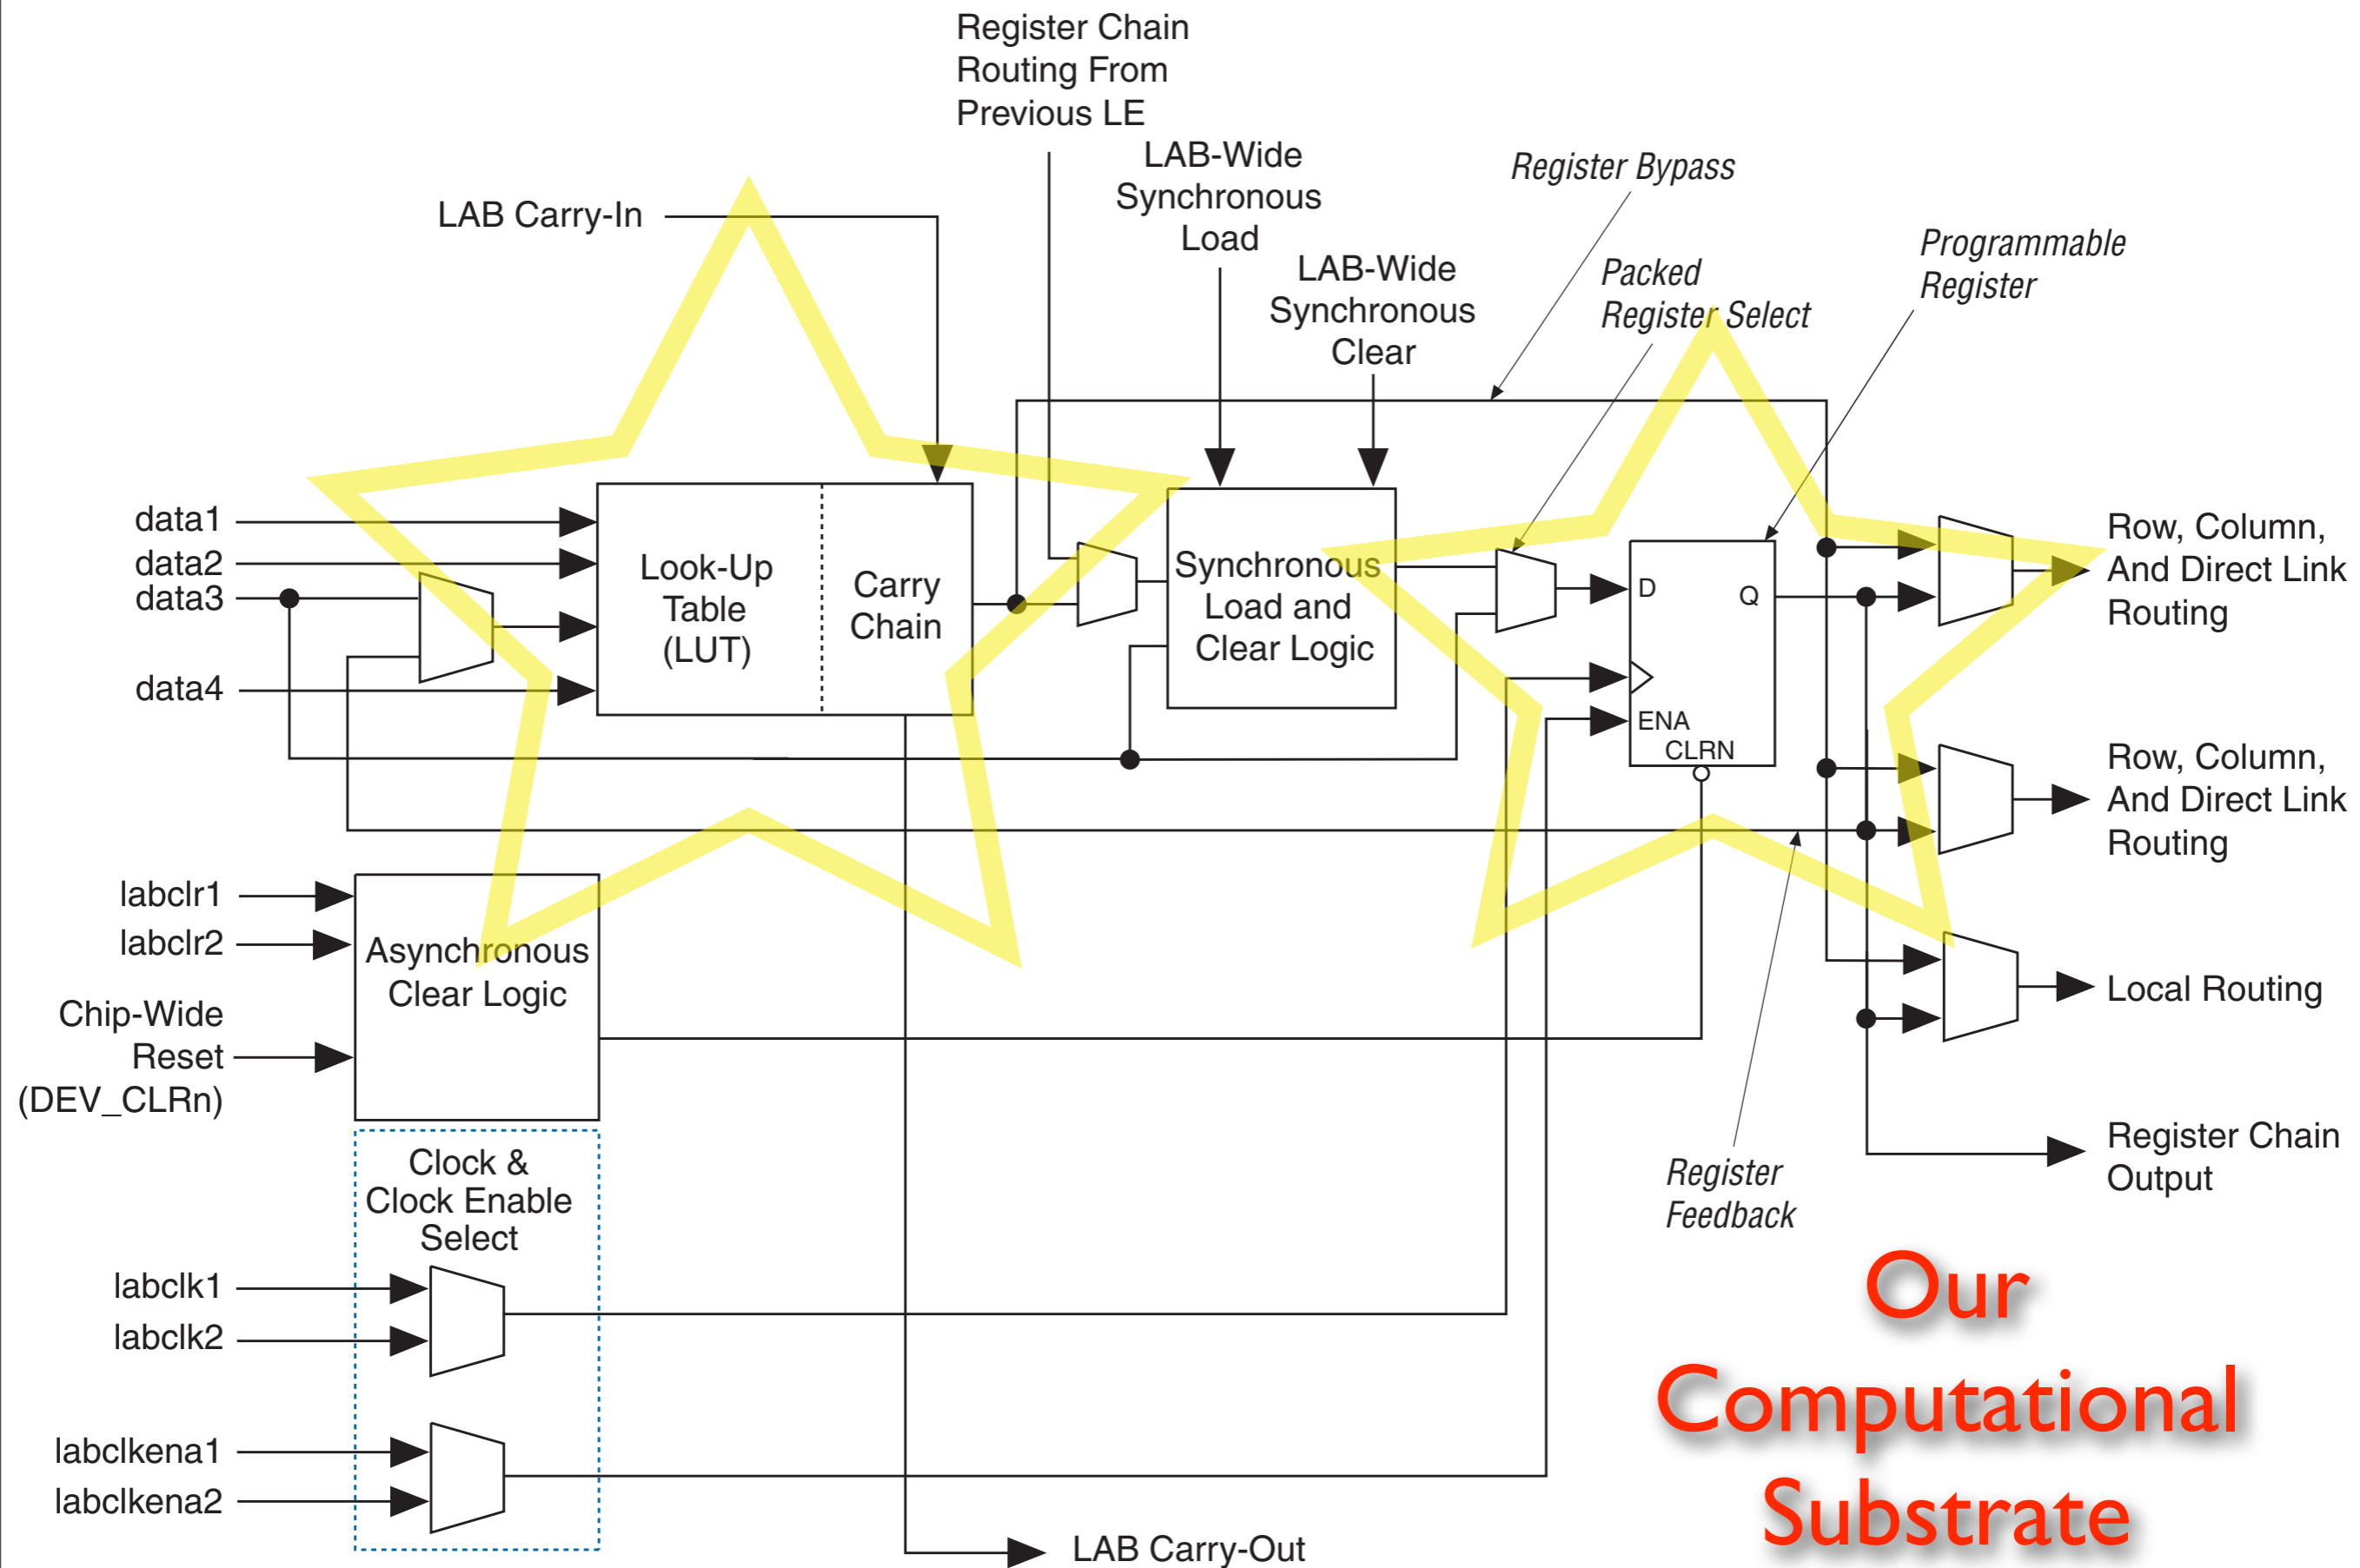 Register Chain
Routing From
Previous LE
LAB-Wide
Synchronous
Load
Register Bypass
LAB Carry-In
LAB-Wide
Synchronous
Clear
Packed
Register Select
Programmable
Register
data1
data2
data3
data4
Look-Up
Table
(LUT)
Carry
Chain
Synchronous
Load and
Clear Logic
D
Q
ENA
CLRN
Row, Column,
And Direct Link
Routing
Row, Column,
And Direct Link
Routing
labclr1
labclr2
Chip-Wide
Reset
(DEV_CLRn)
Asynchronous
Clear Logic
Local Routing
Register Chain
Output
Register
Feedback
Clock &
Clock Enable
Select
labclk1
labclk2
labclkena1
labclkena2
LAB Carry-Out
Our
Computational
Substrate